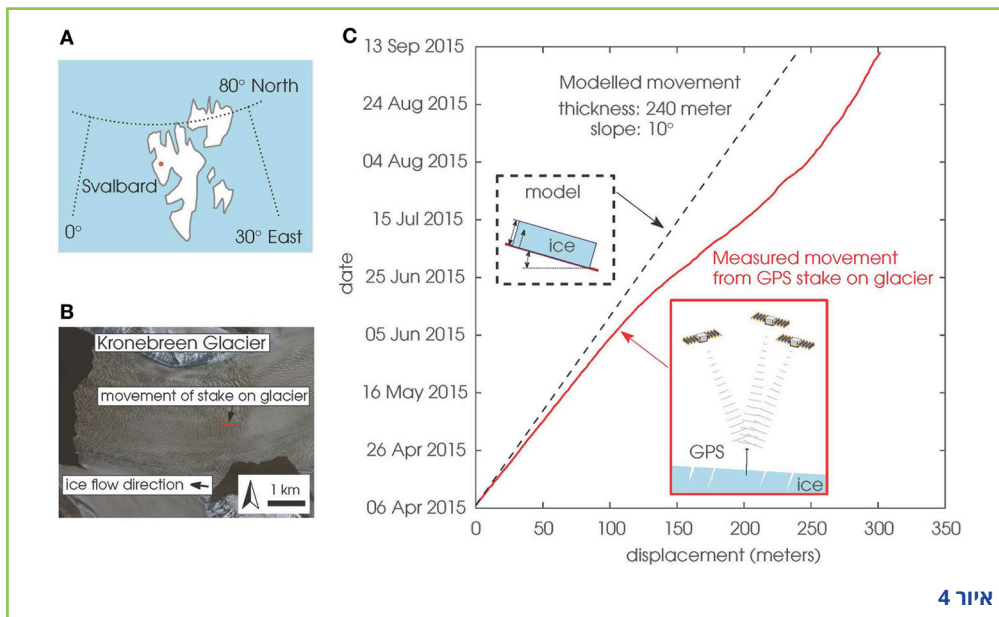 A
80° North
Svalbard
0°
30° East
B
Kronebreen Glacier
movement of stake on glacier
ice flow direction
1 km
C
13 Sep 2015
24 Aug 2015
04 Aug 2015
15 Jul 2015
25 Jun 2015
05 Jun 2015
16 May 2015
26 Apr 2015
06 Apr 2015
date
0
50
100
150
200
250
300
350
displacement (meters)
Modelled movement
thickness: 240 meter
slope: 10°
model
ice
Measured movement
from GPS stake on glacier
GPS
ice
איור 4